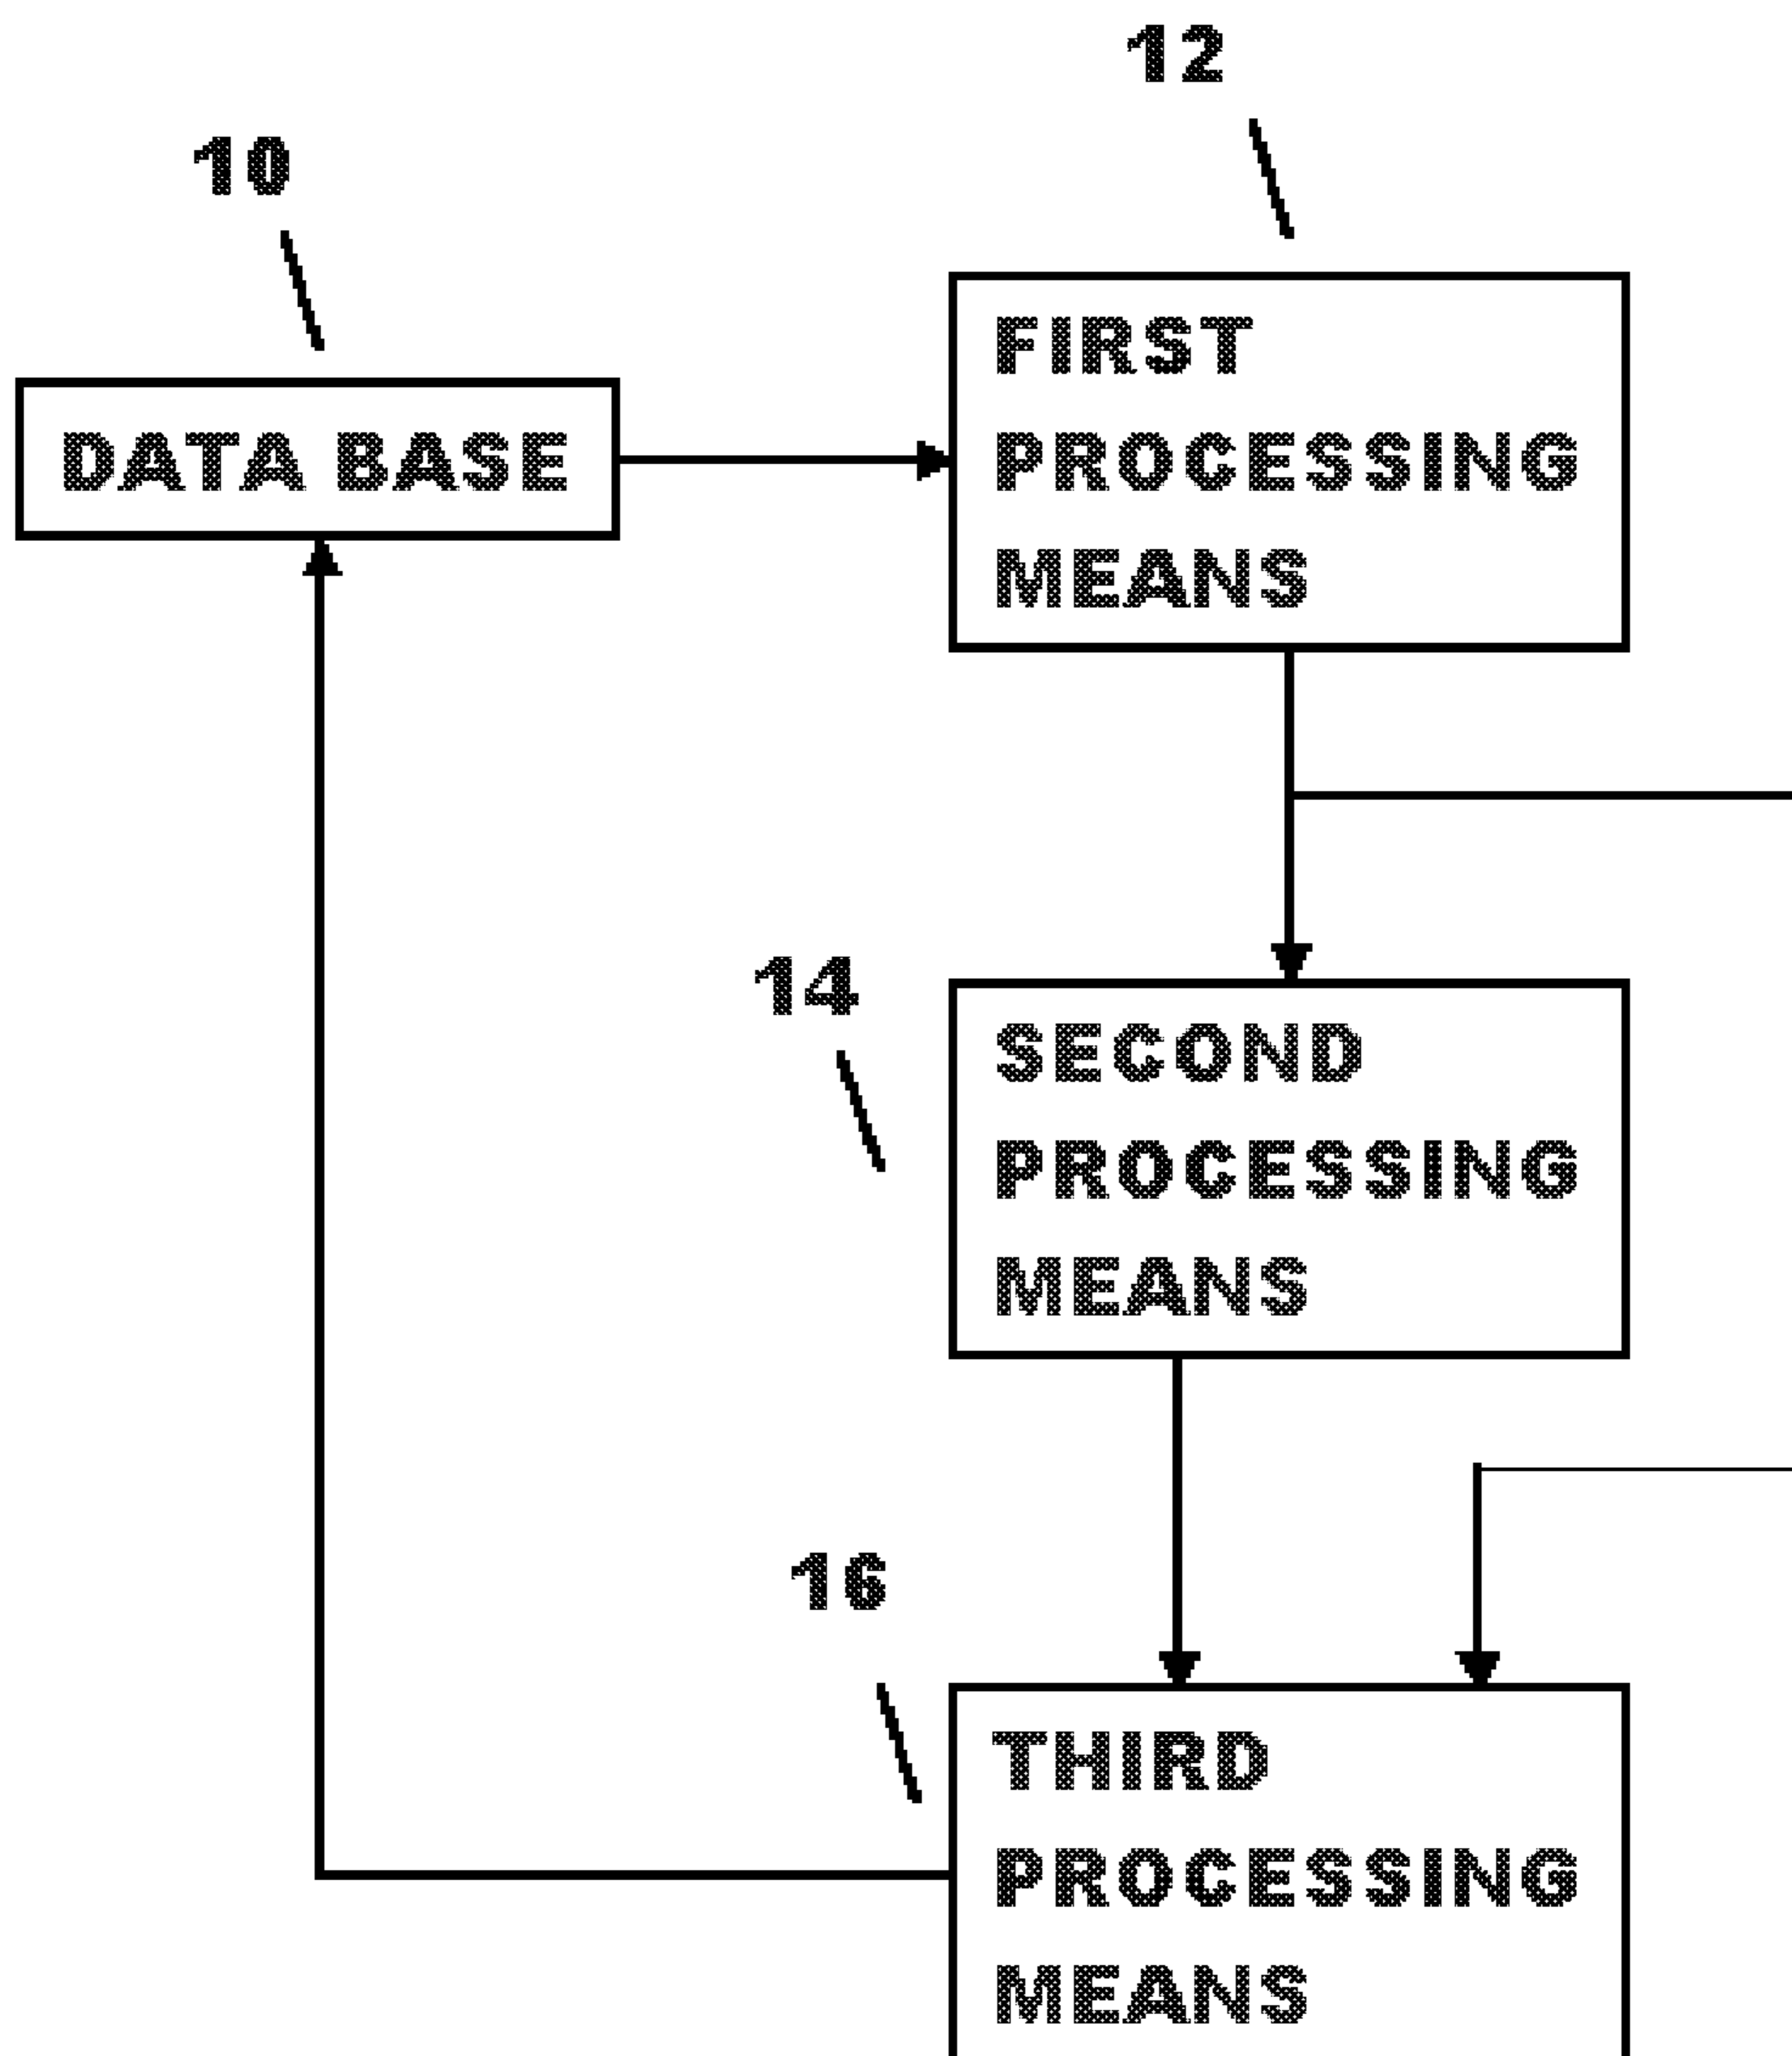 12
10
FIRST
PROCESSING
MEANS
DATA BASE
14
SECOND
PROCESSING
MEANS
16
THIRD
PROCESSING
MEANS